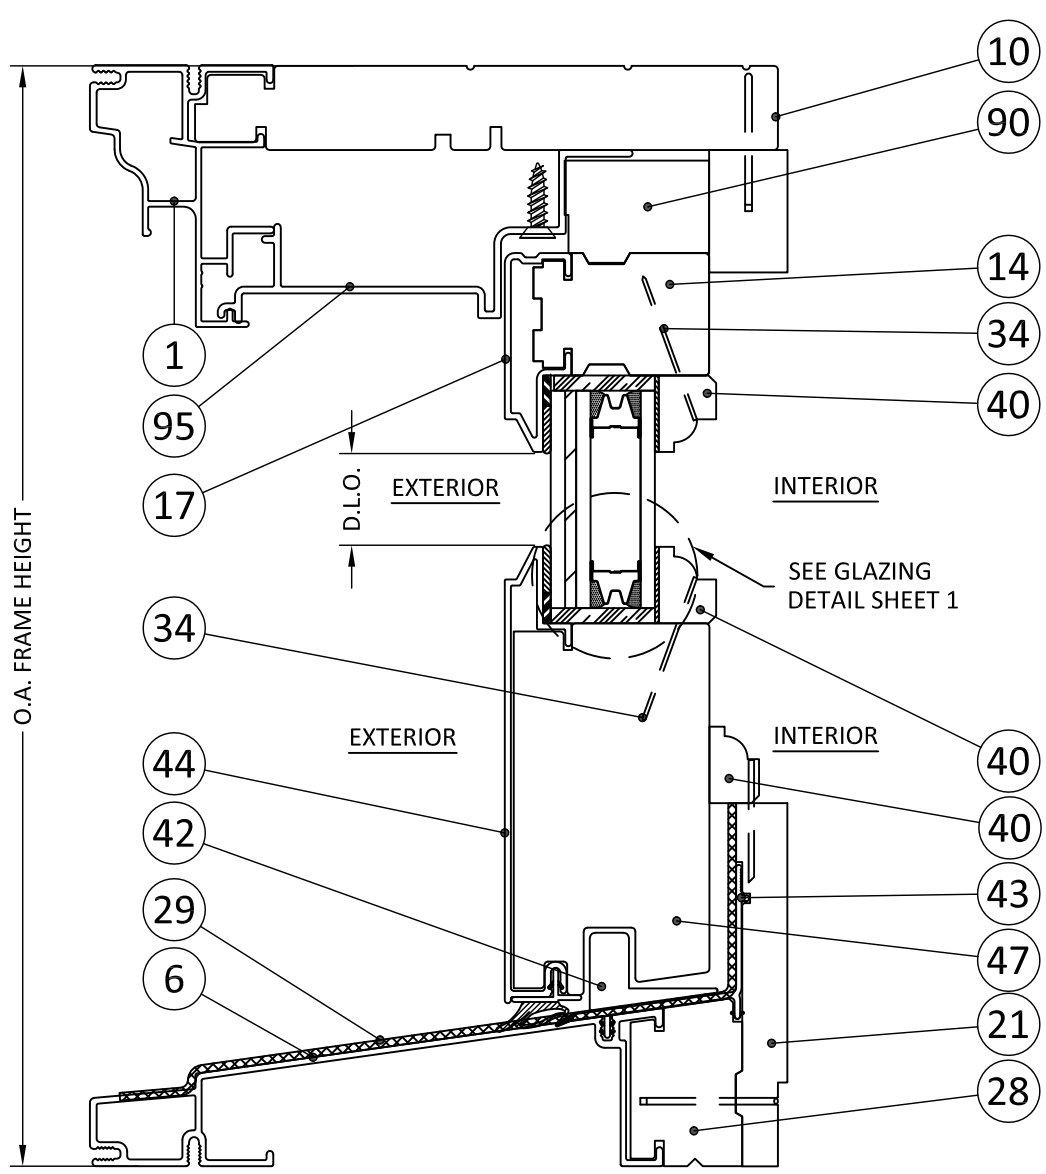 10
90
14
34
40
1
95
17
D.L.O.
EXTERIOR
INTERIOR
SEE GLAZING
DETAIL SHEET 1
O.A. FRAME HEIGHT
34
EXTERIOR
INTERIOR
44
42
29
6
40
40
43
47
21
28